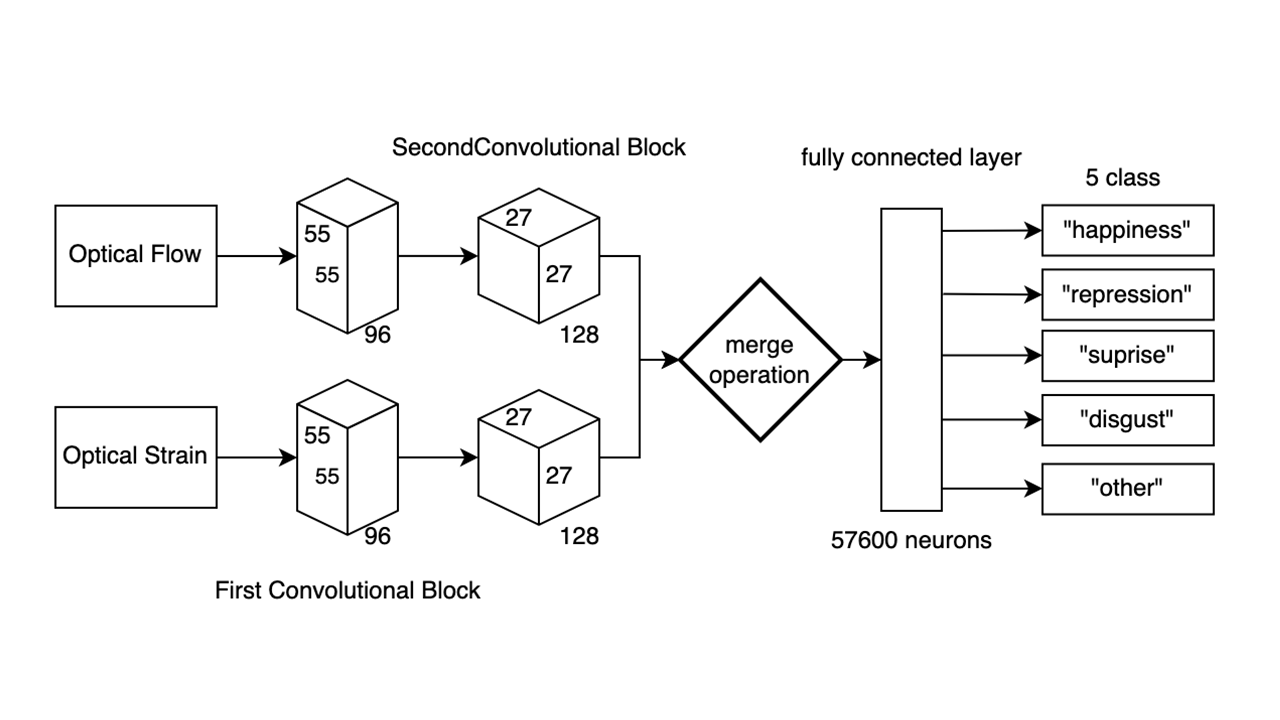 SecondConvolutional Block
fully connected layer
5 class
Optical Flow
55
55
96
27
27
128
Optical Strain
55
55
96
27
27
128
First Convolutional Block
merge
operation
57600 neurons
"happiness"
"repression"
"suprise"
"disgust"
"other"